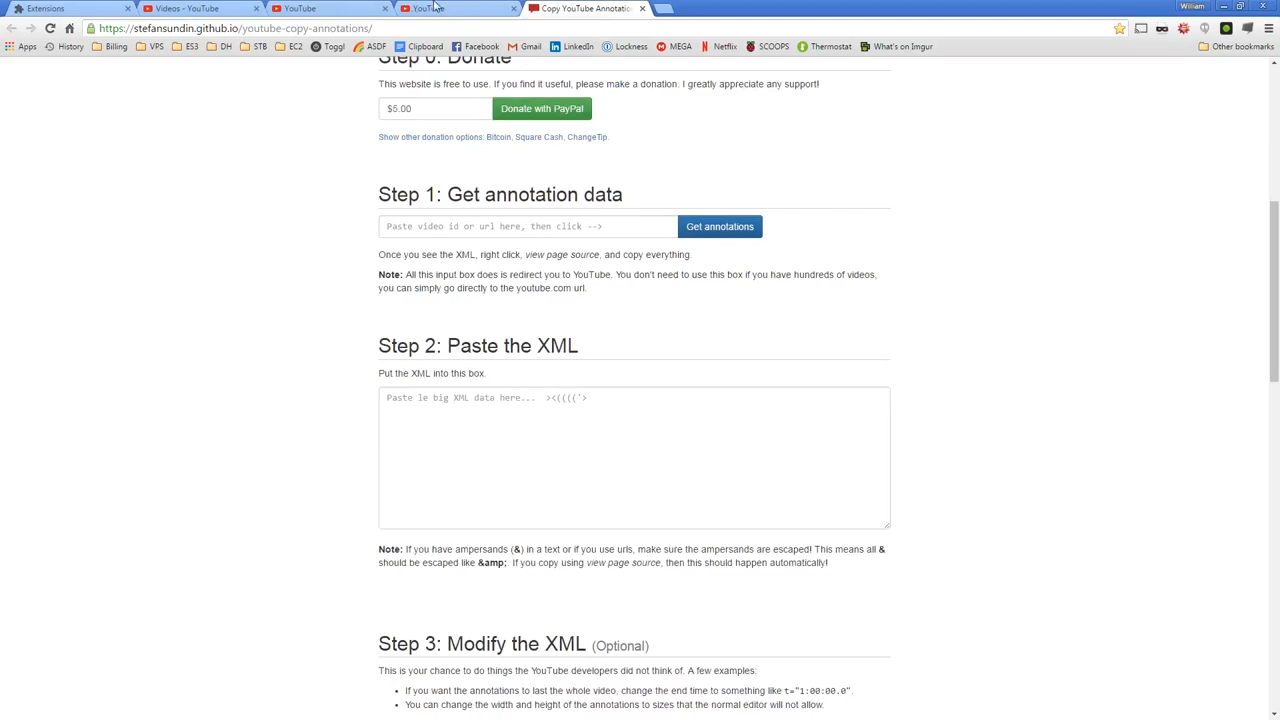 Extensions
Videos - YouTube
YouTube
YouTube
Copy YouTube Annotatio
William
https://stefansundin.github.io/youtube-copy-annotations/
Apps History Billing VPS ES3 DH STB EC2 Toggl ASDF Clipboard Facebook Gmail LinkedIn Lockness MEGA Netflix SCOOPS Thermostat What's on Imgur Other bookmarks
Step 0: Donate
This website is free to use. If you find it useful, please make a donation. I greatly appreciate any support!
$5.00 Donate with PayPal
Show other donation options: Bitcoin, Square Cash, ChangeTip.
Step 1: Get annotation data
Paste video id or url here, then click --> Get annotations
Once you see the XML, right click, view page source, and copy everything.
Note: All this input box does is redirect you to YouTube. You don't need to use this box if you have hundreds of videos,
you can simply go directly to the youtube.com url.
Step 2: Paste the XML
Put the XML into this box.
Paste le big XML data here... ><(((('>
Note: If you have ampersands (&) in a text or if you use urls, make sure the ampersands are escaped! This means all &
should be escaped like &amp;. If you copy using view page source, then this should happen automatically!
Step 3: Modify the XML (Optional)
This is your chance to do things the YouTube developers did not think of. A few examples:
• If you want the annotations to last the whole video, change the end time to something like t="1:00:00.0".
• You can change the width and height of the annotations to sizes that the normal editor will not allow.